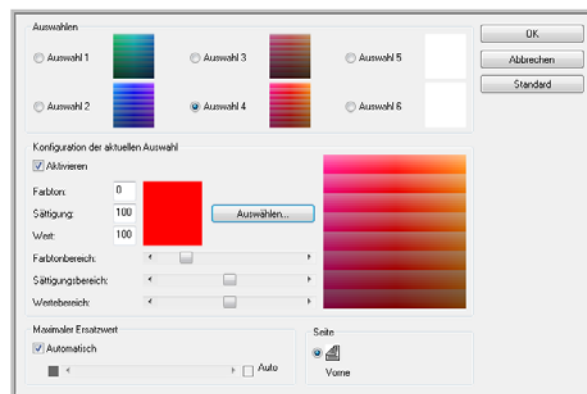 Auswahlen
OK
Auswahl 1
Auswahl 3
Auswahl 5
Abbrechen
Standard
Auswahl 2
Auswahl 4
Auswahl 6
Konfiguration der aktuellen Auswahl
Aktivieren
Farbton: 0
Sättigung: 100
Auswählen...
Wert: 100
Farbtonbereich:
Sättigungsbereich:
Wertebereich:
Maximaler Ersatzwert
Seite
Automatisch
Auto
Vorne